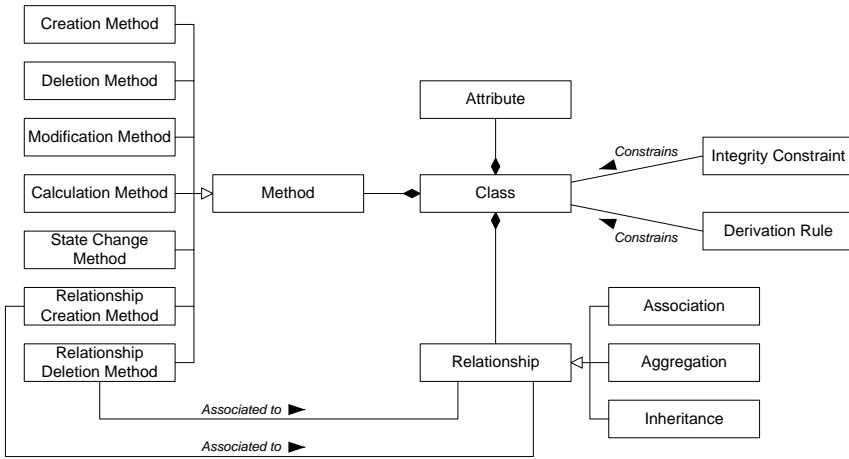 Creation Method
Deletion Method
Modification Method
Calculation Method
State Change
Method
Relationship
Creation Method
Relationship
Deletion Method
Method
Attribute
Class
Relationship
Constrains
Integrity Constraint
Constrains
Derivation Rule
Association
Aggregation
Inheritance
Associated to
Associated to